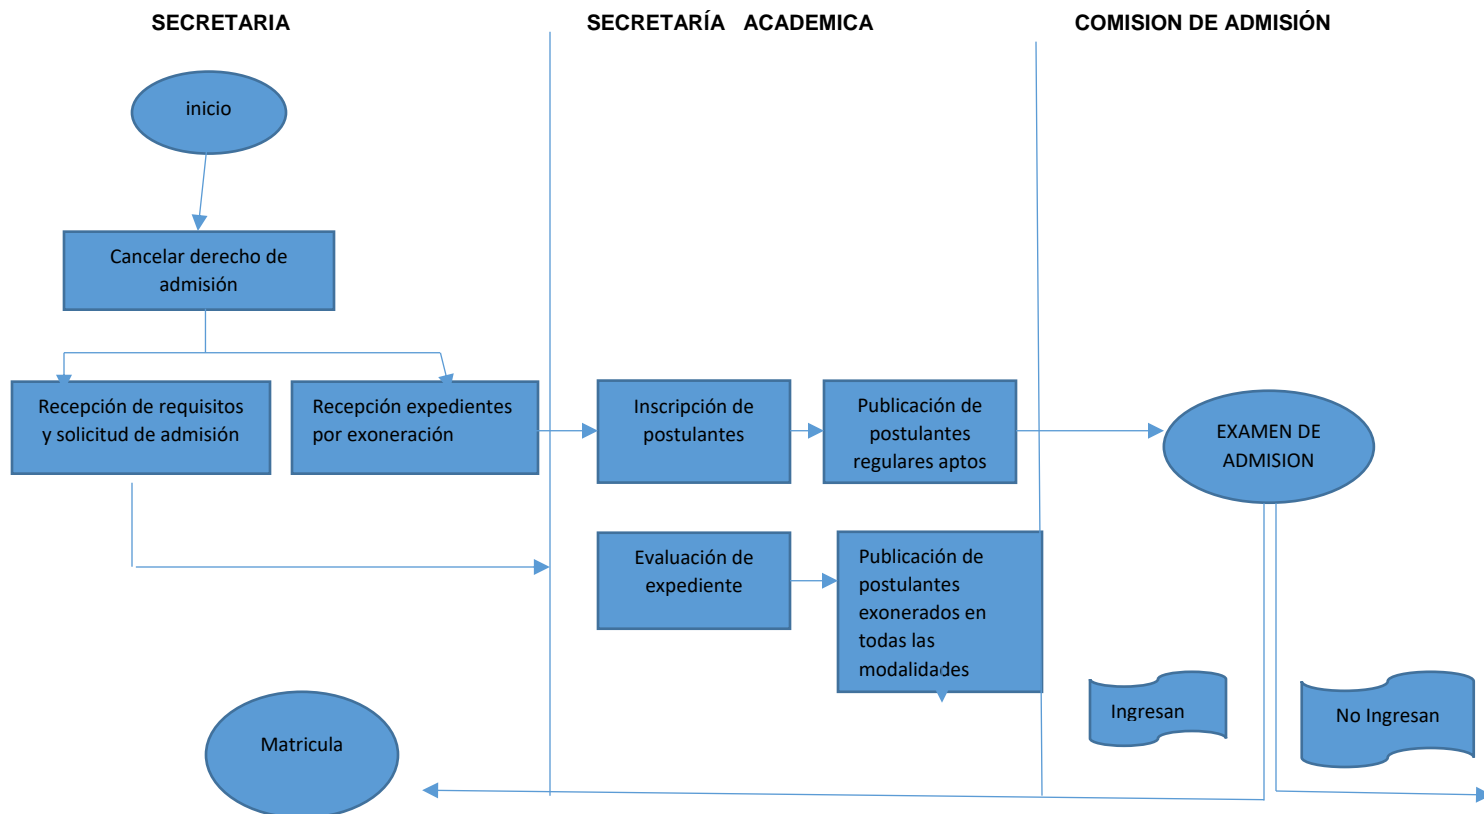 SECRETARIA
SECRETARÍA ACADEMICA
COMISION DE ADMISIÓN
inicio
Cancelar derecho de
admisión
Recepción de requisitos
y solicitud de admisión
Recepción expedientes
por exoneración
Inscripción de
postulantes
Publicación de
postulantes
regulares aptos
EXAMEN DE
ADMISION
Evaluación de
expediente
Publicación de
postulantes
exonerados en
todas las
modalidades
Ingresan
No Ingresan
Matricula